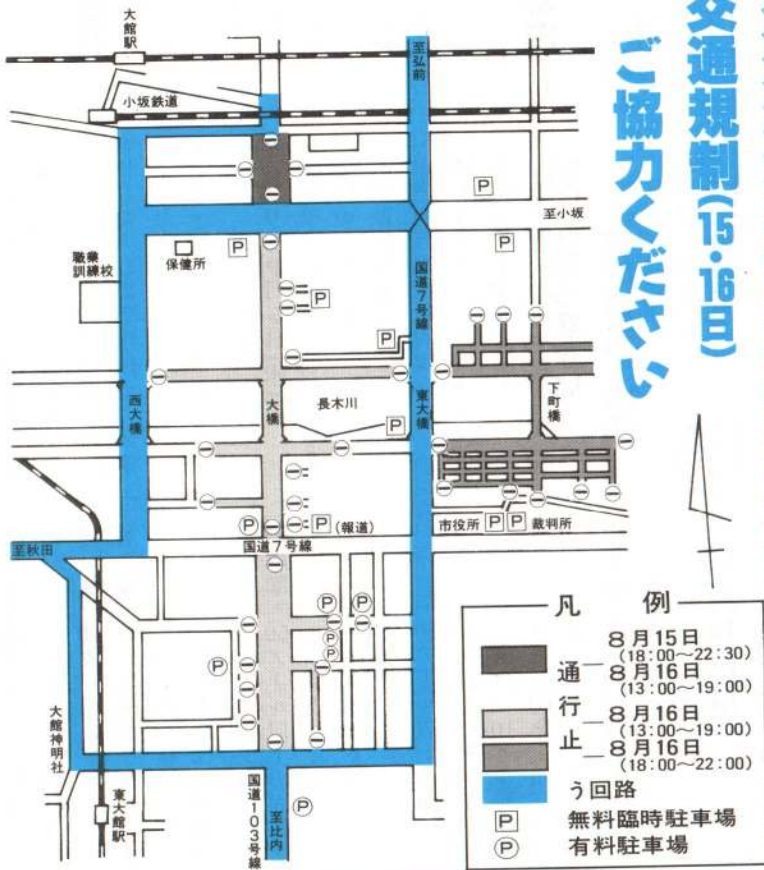 交通規制(15・16日)
ご協力ください
大館駅
小坂鉄道
至弘前
P
至小坂
P
P
保健所
職業
訓練校
国道7号線
P
P
西大橋
大橋
長木川
P
東大橋
下町橋
P
P(報道)
市役所 P P 裁判所
至秋田
国道7号線
P
P
P
P
P
大館神明社
東大館駅
国道103号線
至比内
P
凡例
通行止
8月15日
(18:00~22:30)
8月16日
(13:00~19:00)
8月16日
(13:00~19:00)
8月16日
(18:00~22:00)
う回路
P 無料臨時駐車場
P 有料駐車場